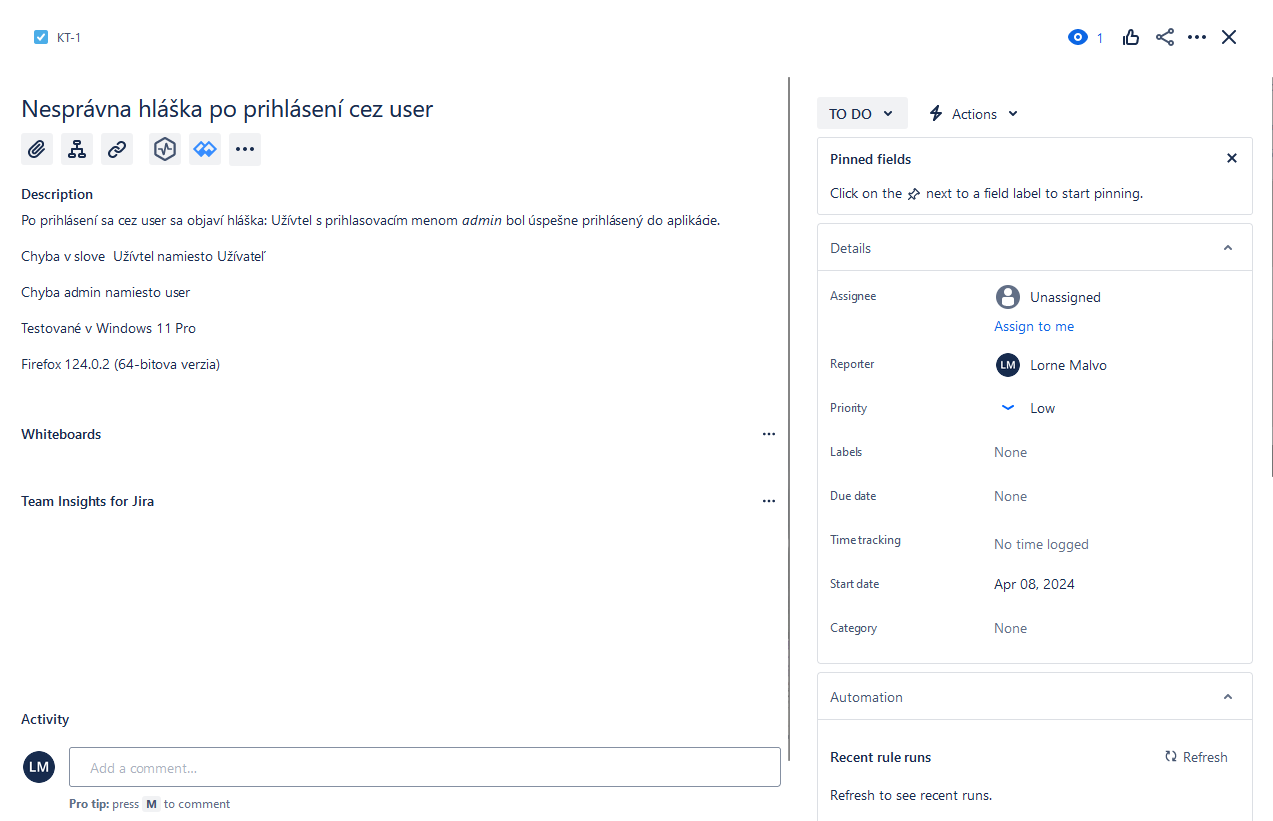 KT-1
1
Nesprávna hláška po prihlásení cez user
Description
Po prihlásení sa cez user sa objaví hláška: Užívtel s prihlasovacím menom admin bol úspešne prihlásený do aplikácie.
Chyba v slove  Užívtel namiesto Užívateľ
Chyba admin namiesto user
Testované v Windows 11 Pro
Firefox 124.0.2 (64-bitova verzia)
Whiteboards
Team Insights for Jira
Activity
LM
Add a comment...
Pro tip: press M to comment
TO DO
Actions
Pinned fields
Click on the next to a field label to start pinning.
Details
Assignee Unassigned
Assign to me
Reporter LM Lorne Malvo
Priority Low
Labels None
Due date None
Time tracking No time logged
Start date Apr 08, 2024
Category None
Automation
Recent rule runs Refresh
Refresh to see recent runs.